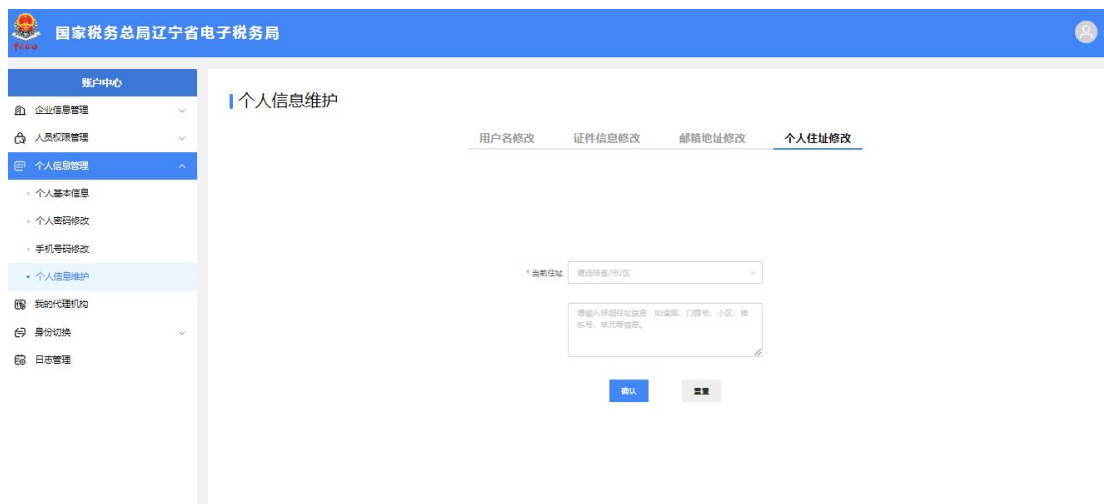 国家税务总局辽宁省电子税务局
账户中心
企业信息管理
人员权限管理
个人信息管理
个人基本信息
个人密码修改
手机号码修改
个人信息维护
我的代理机构
身份切换
日志管理
个人信息维护
用户名修改 证件信息修改 邮箱地址修改 个人住址修改
* 当前住址 请选择省/市/区
请输入详细住址信息,如道路、门牌号、小区、楼
栋号、单元等信息。
确认 重置